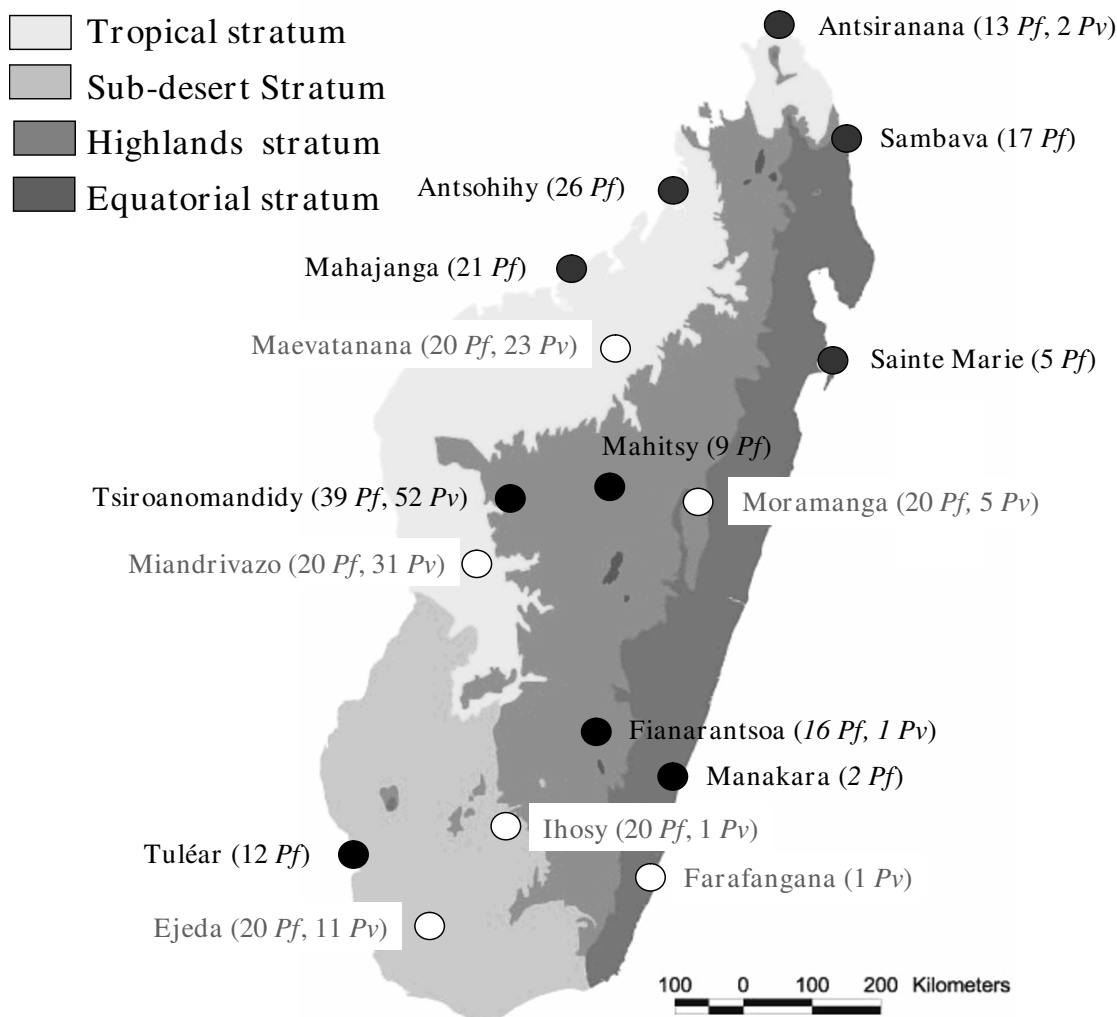 Tropical stratum
Sub-desert Stratum
Highlands stratum
Equatorial stratum
Antsiranana (13 Pf, 2 Pv)
Sambava (17 Pf)
Antsohihy (26 Pf)
Mahajanga (21 Pf)
Maevatanana (20 Pf, 23 Pv)
Sainte Marie (5 Pf)
Mahitsy (9 Pf)
Tsiroanomandidy (39 Pf, 52 Pv)
Moramanga (20 Pf, 5 Pv)
Miandrivazo (20 Pf, 31 Pv)
Fianarantsoa (16 Pf, 1 Pv)
Manakara (2 Pf)
Ihosy (20 Pf, 1 Pv)
Tuléar (12 Pf)
Farafangana (1 Pv)
Ejeda (20 Pf, 11 Pv)
100 0 100 200 Kilometers